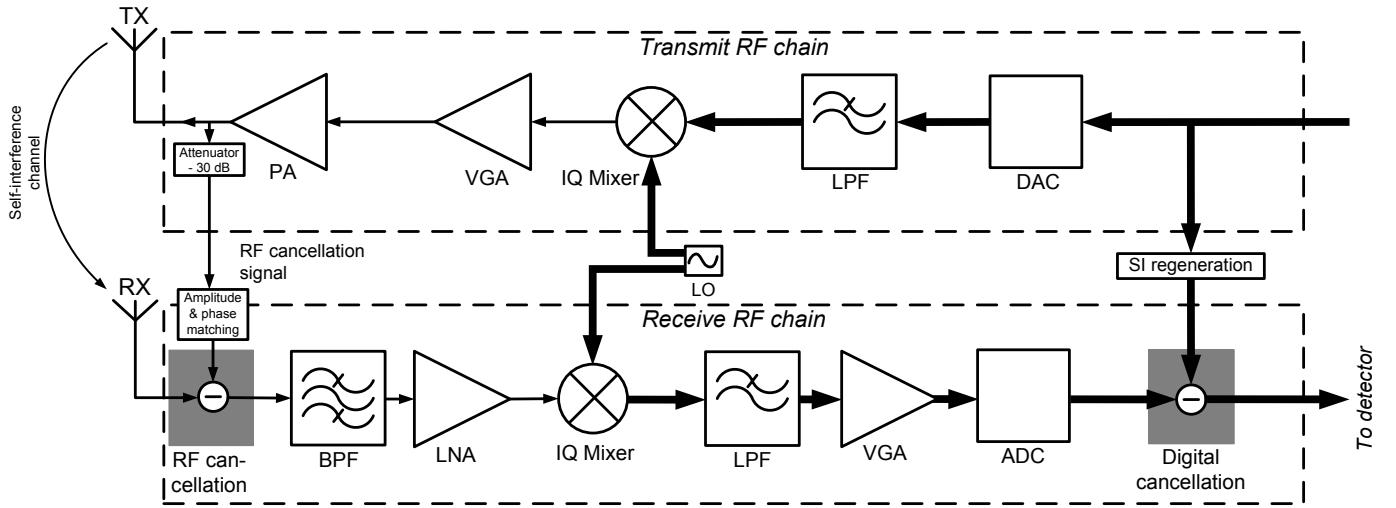 TX
Transmit RF chain
Attenuator
- 30 dB
PA
VGA
IQ Mixer
LPF
DAC
Self-interference
channel
RF cancellation
signal
LO
SI regeneration
RX
Amplitude
& phase
matching
Receive RF chain
RF can-
cellation
BPF
LNA
IQ Mixer
LPF
VGA
ADC
Digital
cancellation
To detector